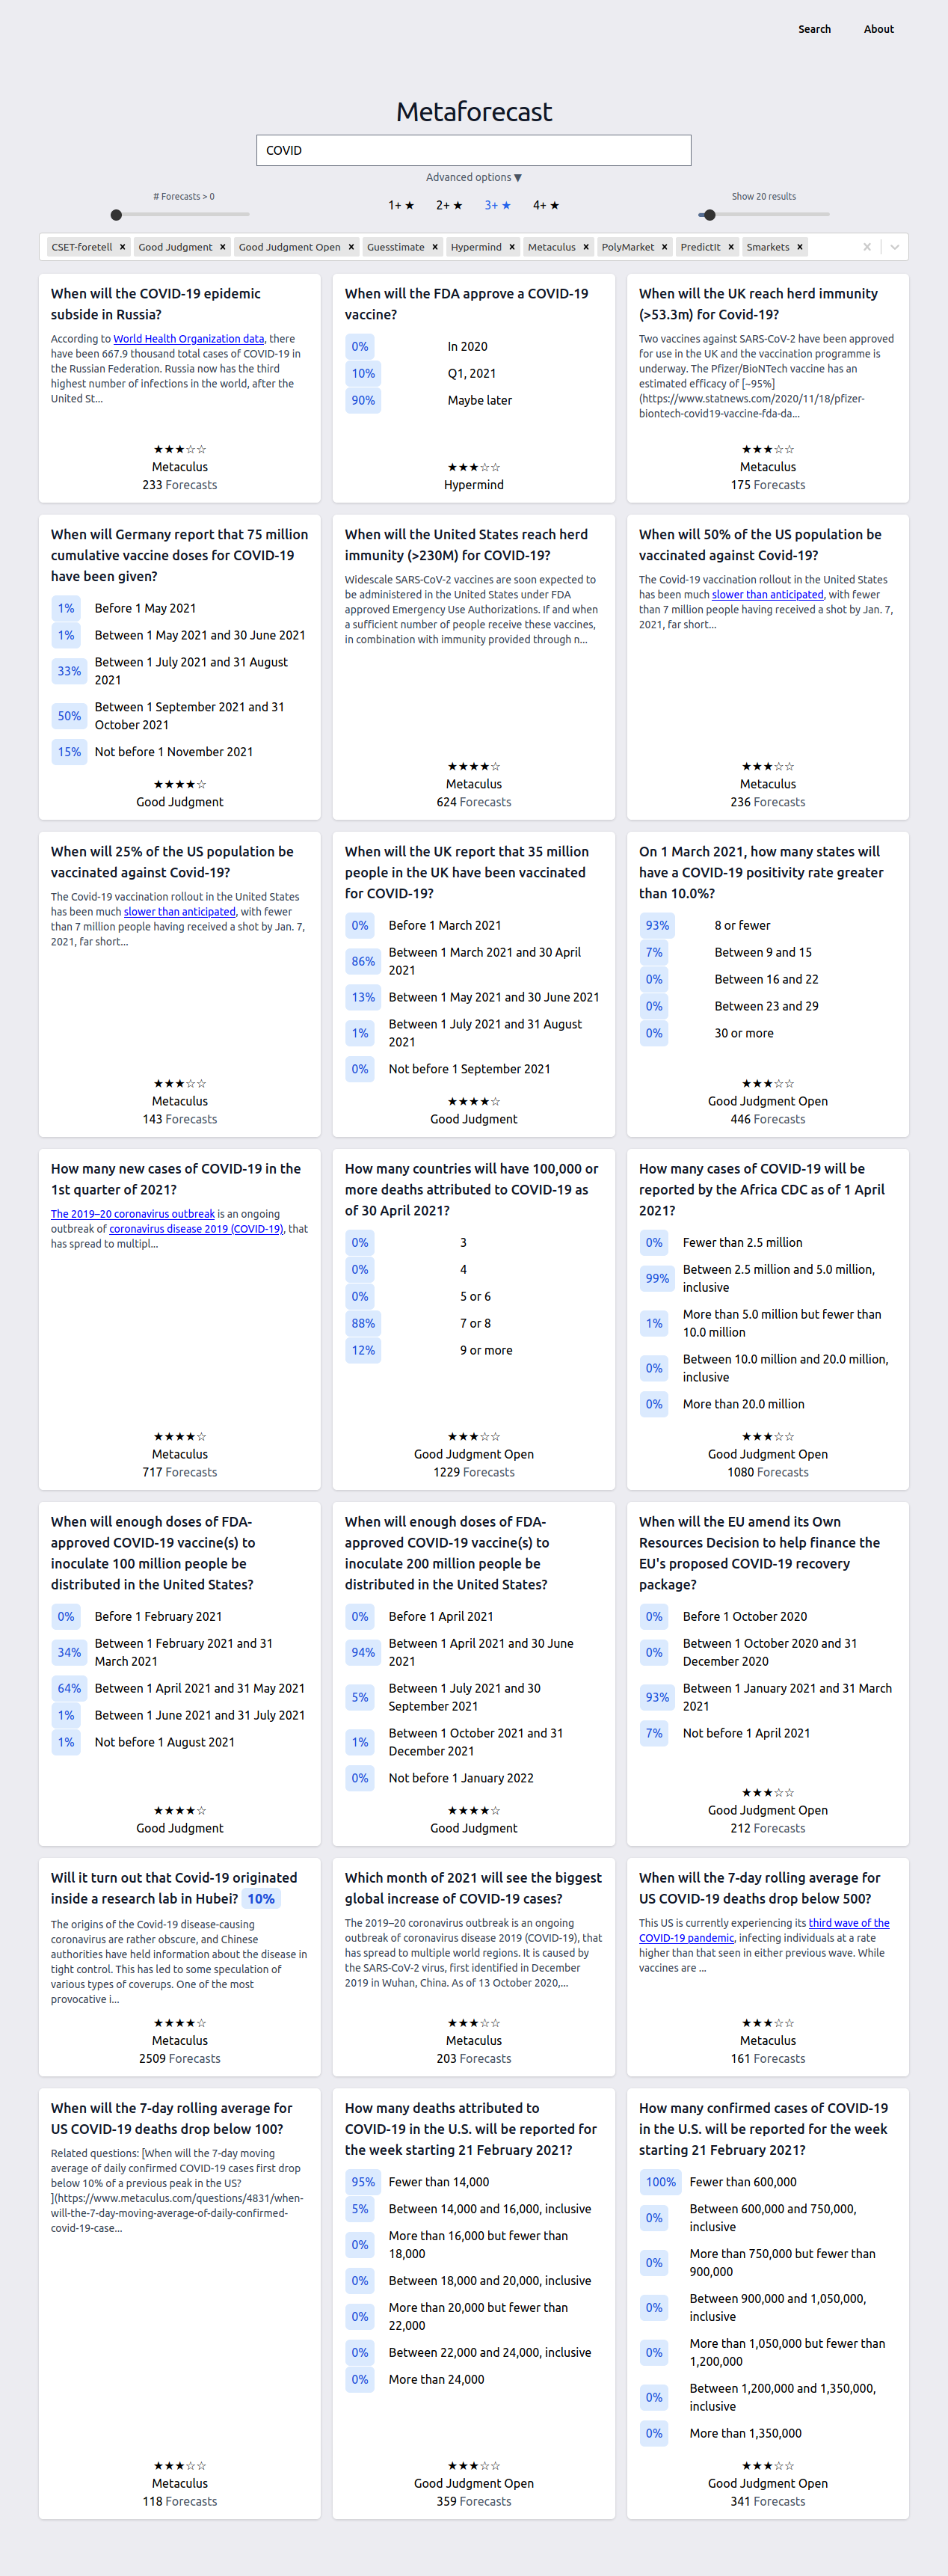 Search About
Metaforecast
COVID
Advanced options ▼
# Forecasts > 0
1+ ★ 2+ ★ 3+ ★ 4+ ★
Show 20 results
CSET-foretell × Good Judgment × Good Judgment Open × Guesstimate × Hypermind × Metaculus × PolyMarket × PredictIt × Smarkets ×
When will the COVID-19 epidemic
subside in Russia?
According to World Health Organization data, there
have been 667.9 thousand total cases of COVID-19 in
the Russian Federation. Russia now has the third
highest number of infections in the world, after the
United St...
★★★☆☆
Metaculus
233 Forecasts
When will the FDA approve a COVID-19
vaccine?
0% In 2020
10% Q1, 2021
90% Maybe later
★★★☆☆
Hypermind
When will the UK reach herd immunity
(>53.3m) for Covid-19?
Two vaccines against SARS-CoV-2 have been approved
for use in the UK and the vaccination programme is
underway. The Pfizer/BioNTech vaccine has an
estimated efficacy of [~95%]
(https://www.statnews.com/2020/11/18/pfizer-
biontech-covid19-vaccine-fda-da...
★★★☆☆
Metaculus
175 Forecasts
When will Germany report that 75 million
cumulative vaccine doses for COVID-19
have been given?
1% Before 1 May 2021
1% Between 1 May 2021 and 30 June 2021
33% Between 1 July 2021 and 31 August
2021
50% Between 1 September 2021 and 31
October 2021
15% Not before 1 November 2021
★★★★☆
Good Judgment
When will the United States reach herd
immunity (>230M) for COVID-19?
Widescale SARS-CoV-2 vaccines are soon expected to
be administered in the United States under FDA
approved Emergency Use Authorizations. If and when
a sufficient number of people receive these vaccines,
in combination with immunity provided through n...
★★★★☆
Metaculus
624 Forecasts
When will 50% of the US population be
vaccinated against Covid-19?
The Covid-19 vaccination rollout in the United States
has been much slower than anticipated, with fewer
than 7 million people having received a shot by Jan. 7,
2021, far short...
★★★☆☆
Metaculus
236 Forecasts
When will 25% of the US population be
vaccinated against Covid-19?
The Covid-19 vaccination rollout in the United States
has been much slower than anticipated, with fewer
than 7 million people having received a shot by Jan. 7,
2021, far short...
★★★☆☆
Metaculus
143 Forecasts
When will the UK report that 35 million
people in the UK have been vaccinated
for COVID-19?
0% Before 1 March 2021
86% Between 1 March 2021 and 30 April
2021
13% Between 1 May 2021 and 30 June 2021
1% Between 1 July 2021 and 31 August
2021
0% Not before 1 September 2021
★★★★☆
Good Judgment
On 1 March 2021, how many states will
have a COVID-19 positivity rate greater
than 10.0%?
93% 8 or fewer
7% Between 9 and 15
0% Between 16 and 22
0% Between 23 and 29
0% 30 or more
★★★☆☆
Good Judgment Open
446 Forecasts
How many new cases of COVID-19 in the
1st quarter of 2021?
The 2019–20 coronavirus outbreak is an ongoing
outbreak of coronavirus disease 2019 (COVID-19), that
has spread to multipl...
★★★★☆
Metaculus
717 Forecasts
How many countries will have 100,000 or
more deaths attributed to COVID-19 as
of 30 April 2021?
0% 3
0% 4
0% 5 or 6
88% 7 or 8
12% 9 or more
★★★☆☆
Good Judgment Open
1229 Forecasts
How many cases of COVID-19 will be
reported by the Africa CDC as of 1 April
2021?
0% Fewer than 2.5 million
99% Between 2.5 million and 5.0 million,
inclusive
1% More than 5.0 million but fewer than
10.0 million
0% Between 10.0 million and 20.0 million,
inclusive
0% More than 20.0 million
★★★☆☆
Good Judgment Open
1080 Forecasts
When will enough doses of FDA-
approved COVID-19 vaccine(s) to
inoculate 100 million people be
distributed in the United States?
0% Before 1 February 2021
34% Between 1 February 2021 and 31
March 2021
64% Between 1 April 2021 and 31 May 2021
1% Between 1 June 2021 and 31 July 2021
1% Not before 1 August 2021
★★★★☆
Good Judgment
When will enough doses of FDA-
approved COVID-19 vaccine(s) to
inoculate 200 million people be
distributed in the United States?
0% Before 1 April 2021
94% Between 1 April 2021 and 30 June
2021
5% Between 1 July 2021 and 30
September 2021
1% Between 1 October 2021 and 31
December 2021
0% Not before 1 January 2022
★★★★☆
Good Judgment
When will the EU amend its Own
Resources Decision to help finance the
EU's proposed COVID-19 recovery
package?
0% Before 1 October 2020
0% Between 1 October 2020 and 31
December 2020
93% Between 1 January 2021 and 31 March
2021
7% Not before 1 April 2021
★★★☆☆
Good Judgment Open
212 Forecasts
Will it turn out that Covid-19 originated
inside a research lab in Hubei? 10%
The origins of the Covid-19 disease-causing
coronavirus are rather obscure, and Chinese
authorities have held information about the disease in
tight control. This has led to some speculation of
various types of coverups. One of the most
provocative i...
★★★★☆
Metaculus
2509 Forecasts
Which month of 2021 will see the biggest
global increase of COVID-19 cases?
The 2019–20 coronavirus outbreak is an ongoing
outbreak of coronavirus disease 2019 (COVID-19), that
has spread to multiple world regions. It is caused by
the SARS-CoV-2 virus, first identified in December
2019 in Wuhan, China. As of 13 October 2020,...
★★★☆☆
Metaculus
203 Forecasts
When will the 7-day rolling average for
US COVID-19 deaths drop below 500?
This US is currently experiencing its third wave of the
COVID-19 pandemic, infecting individuals at a rate
higher than that seen in either previous wave. While
vaccines are ...
★★★☆☆
Metaculus
161 Forecasts
When will the 7-day rolling average for
US COVID-19 deaths drop below 100?
Related questions: [When will the 7-day moving
average of daily confirmed COVID-19 cases first drop
below 10% of a previous peak in the US?
](https://www.metaculus.com/questions/4831/when-
will-the-7-day-moving-average-of-daily-confirmed-
covid-19-case...
★★★☆☆
Metaculus
118 Forecasts
How many deaths attributed to
COVID-19 in the U.S. will be reported for
the week starting 21 February 2021?
95% Fewer than 14,000
5% Between 14,000 and 16,000, inclusive
0% More than 16,000 but fewer than
18,000
0% Between 18,000 and 20,000, inclusive
0% More than 20,000 but fewer than
22,000
0% Between 22,000 and 24,000, inclusive
0% More than 24,000
★★★☆☆
Good Judgment Open
359 Forecasts
How many confirmed cases of COVID-19
in the U.S. will be reported for the week
starting 21 February 2021?
100% Fewer than 600,000
0% Between 600,000 and 750,000,
inclusive
0% More than 750,000 but fewer than
900,000
0% Between 900,000 and 1,050,000,
inclusive
0% More than 1,050,000 but fewer than
1,200,000
0% Between 1,200,000 and 1,350,000,
inclusive
0% More than 1,350,000
★★★☆☆
Good Judgment Open
341 Forecasts